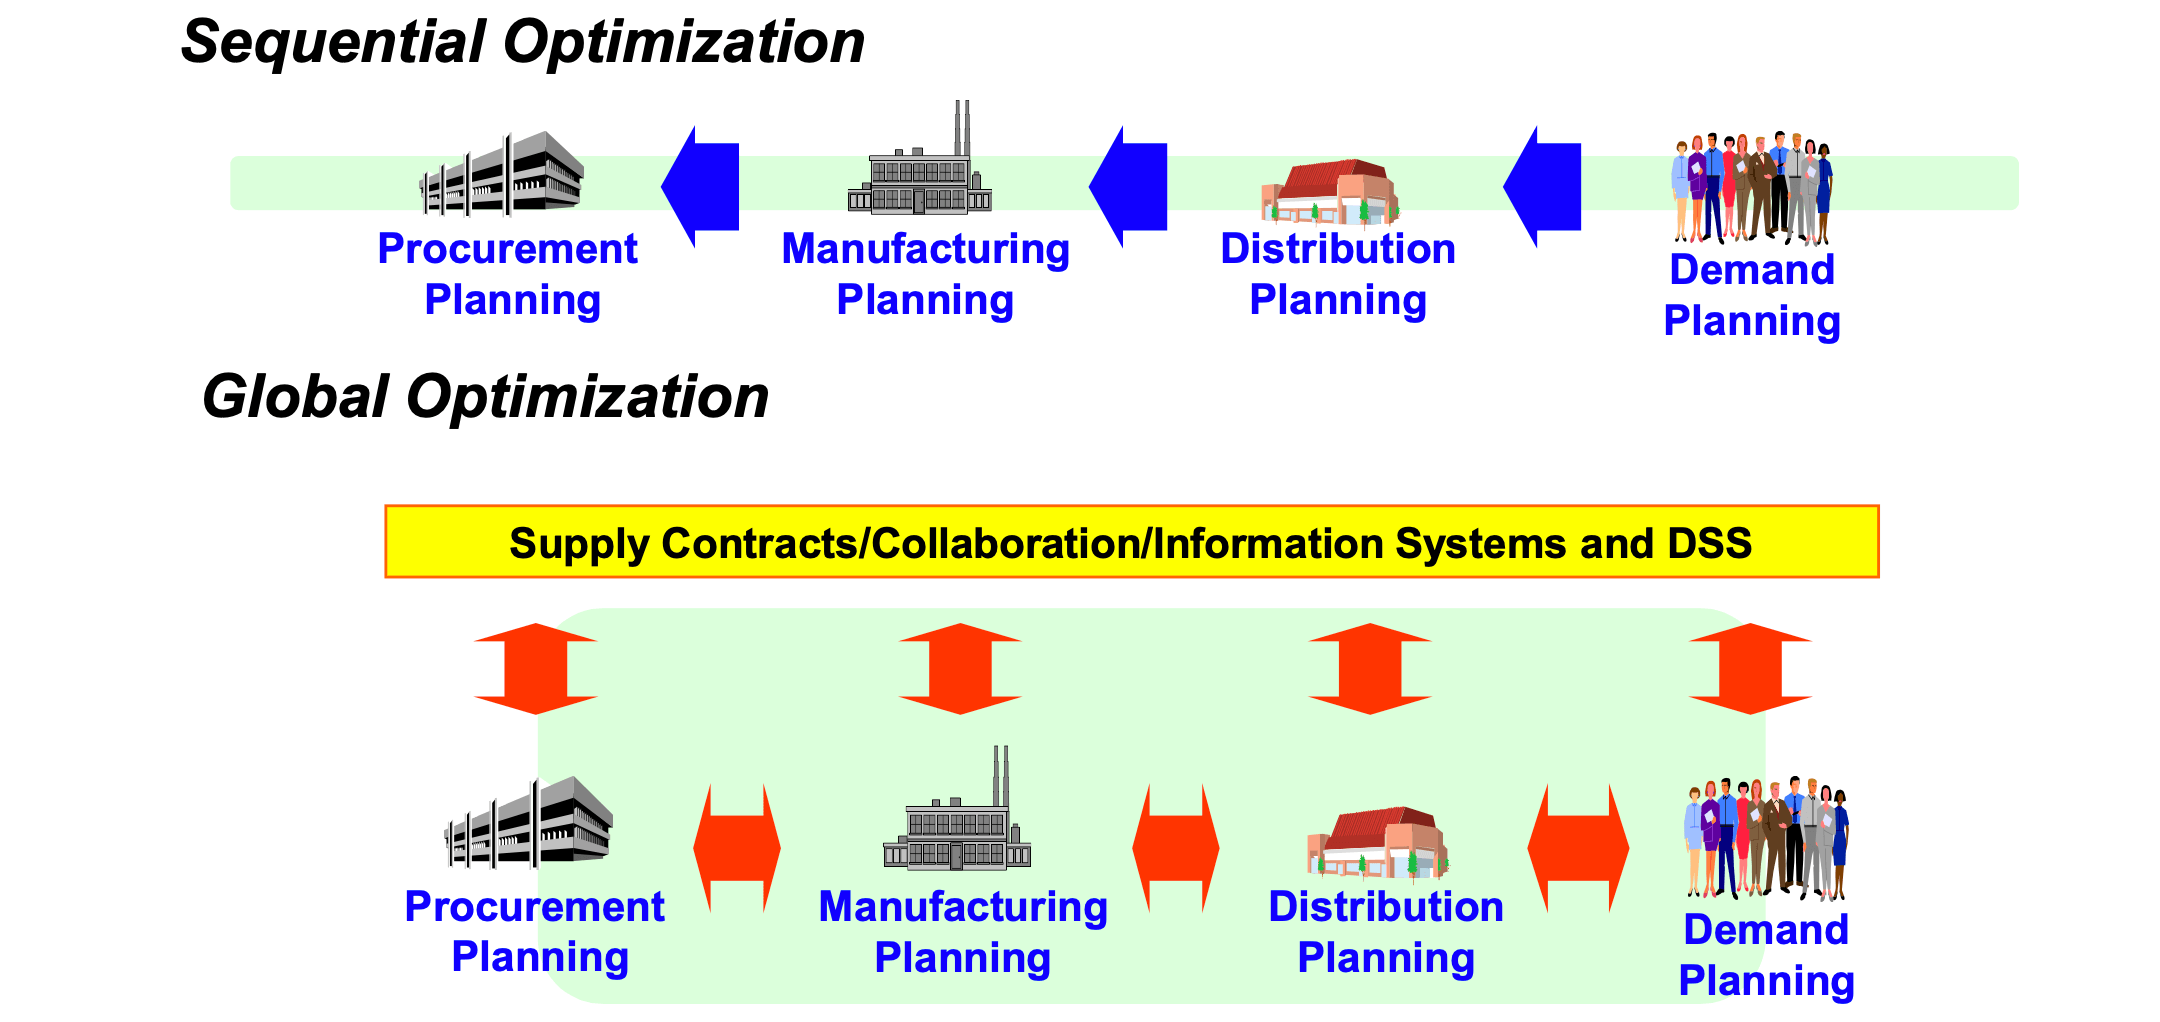 Sequential Optimization
Procurement
Planning
Manufacturing
Planning
Distribution
Planning
Demand
Planning
Global Optimization
Supply Contracts/Collaboration/Information Systems and DSS
Procurement
Planning
Manufacturing
Planning
Distribution
Planning
Demand
Planning